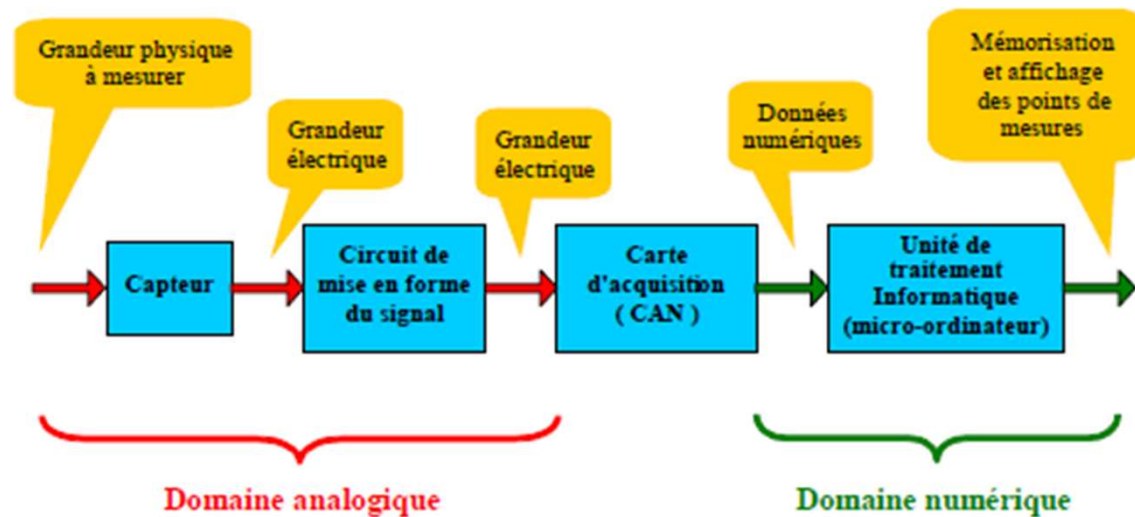 Grandeur physique
à mesurer
Grandeur
électrique
Grandeur
électrique
Données
numériques
Mémorisation
et affichage
des points de
mesures
Capteur
Circuit de
mise en forme
du signal
Carte
d'acquisition
( CAN )
Unité de
traitement
Informatique
(micro-ordinateur)
Domaine analogique
Domaine numérique